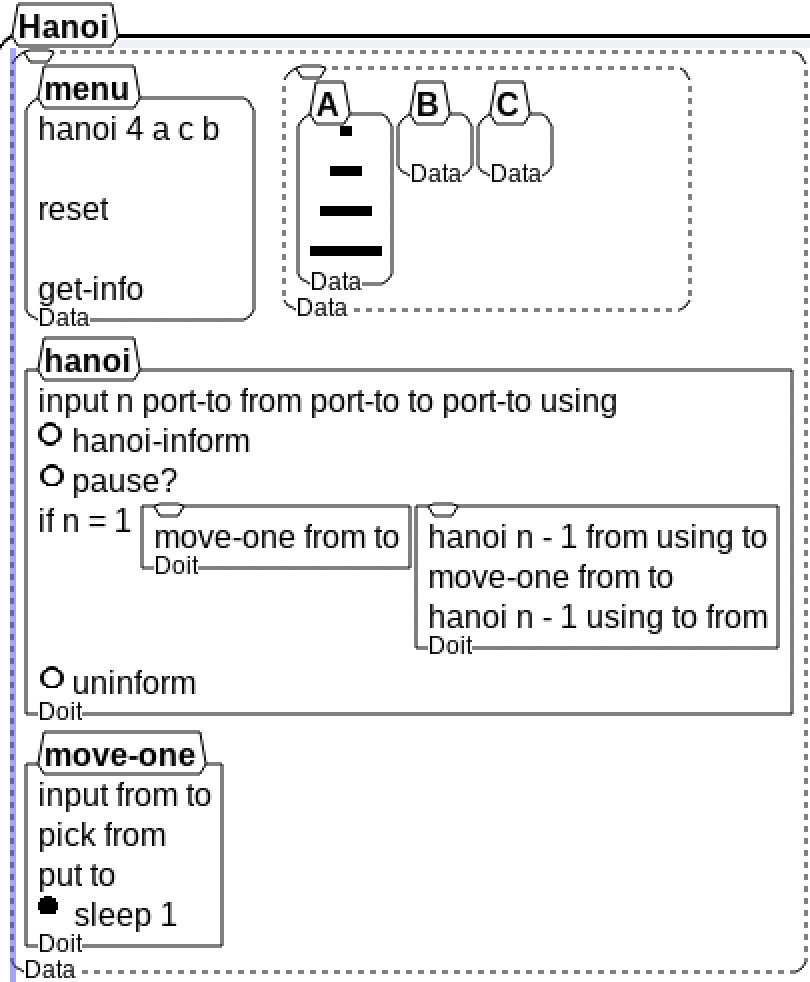 Hanoi
menu
hanoi 4 a c b
reset
get-info
Data
A B C
Data Data
Data
Data
hanoi
input n port-to from port-to to port-to using
hanoi-inform
pause?
if n = 1
move-one from to
Doit
hanoi n - 1 from using to
move-one from to
hanoi n - 1 using to from
Doit
uninform
Doit
move-one
input from to
pick from
put to
sleep 1
Doit
Data